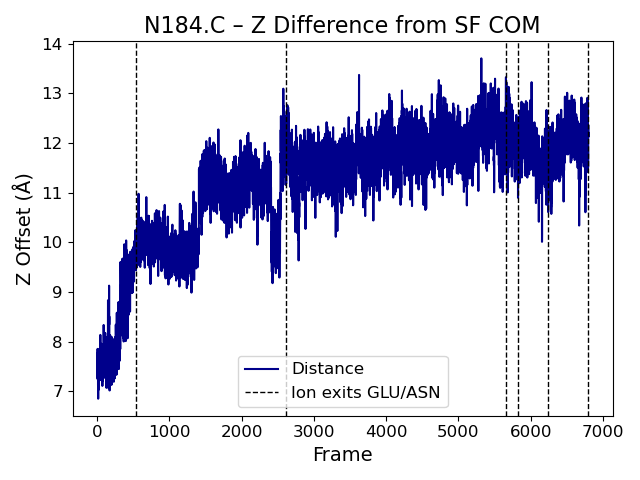 N184.C – Z Difference from SF COM
Z Offset (Å)
14
13
12
11
10
9
8
7
Distance
Ion exits GLU/ASN
0 1000 2000 3000 4000 5000 6000 7000
Frame